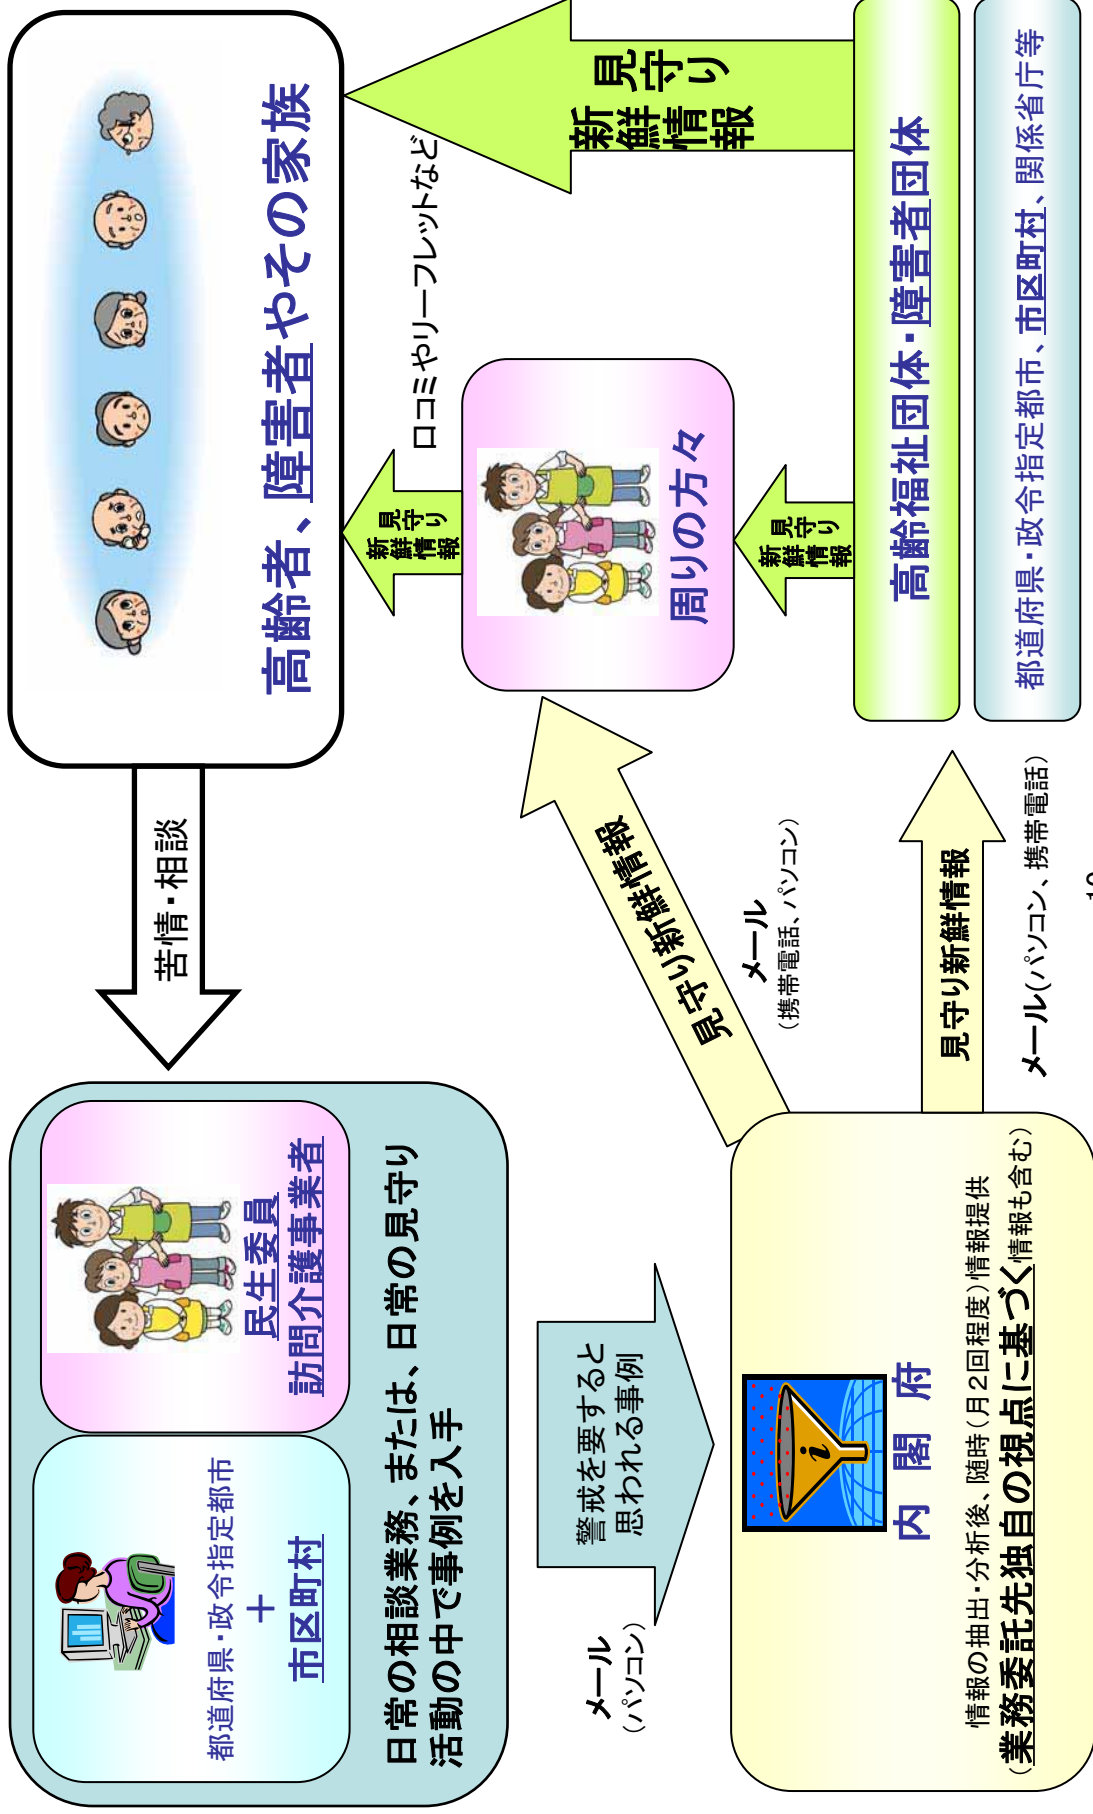 都道府県・政令指定都市
＋
市区町村
民生委員
訪問介護事業者
日常の相談業務、または、日常の見守り
活動の中で事例を入手
苦情・相談
高齢者、障害者やその家族
メール
（パソコン）
警戒を要すると
思われる事例
見守り
新鮮情報
口コミやリーフレットなど
見守り
新鮮情報
周りの方々
見守り新鮮情報
メール
（携帯電話、パソコン）
見守り
新鮮情報
内 閣 府
情報の抽出・分析後、随時（月２回程度）情報提供
（業務委託先独自の視点に基づく情報も含む）
見守り新鮮情報
メール（パソコン、携帯電話）
高齢福祉団体・障害者団体
都道府県・政令指定都市、市区町村、関係省庁等